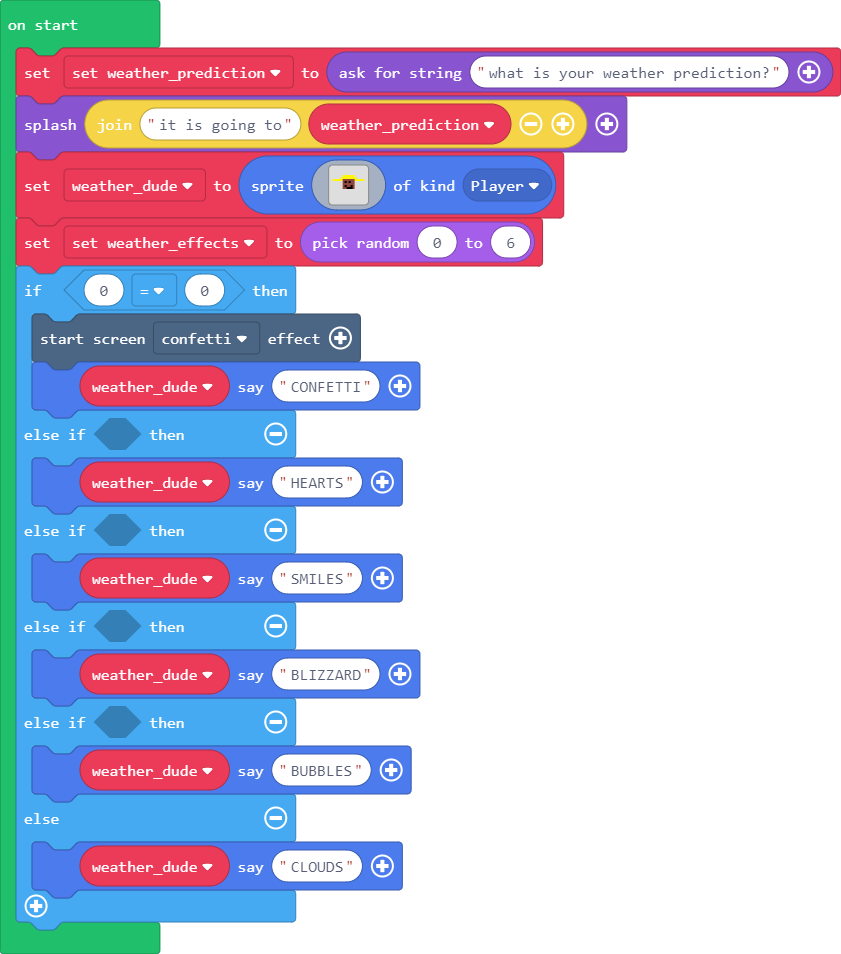 on start
set set weather_prediction to ask for string "what is your weather prediction?"
splash join "it is going to" weather_prediction
set weather_dude to sprite of kind Player
set set weather_effects to pick random 0 to 6
if 0 = 0 then
start screen confetti effect
weather_dude say "CONFETTI"
else if then
weather_dude say "HEARTS"
else if then
weather_dude say "SMILES"
else if then
weather_dude say "BLIZZARD"
else if then
weather_dude say "BUBBLES"
else
weather_dude say "CLOUDS"